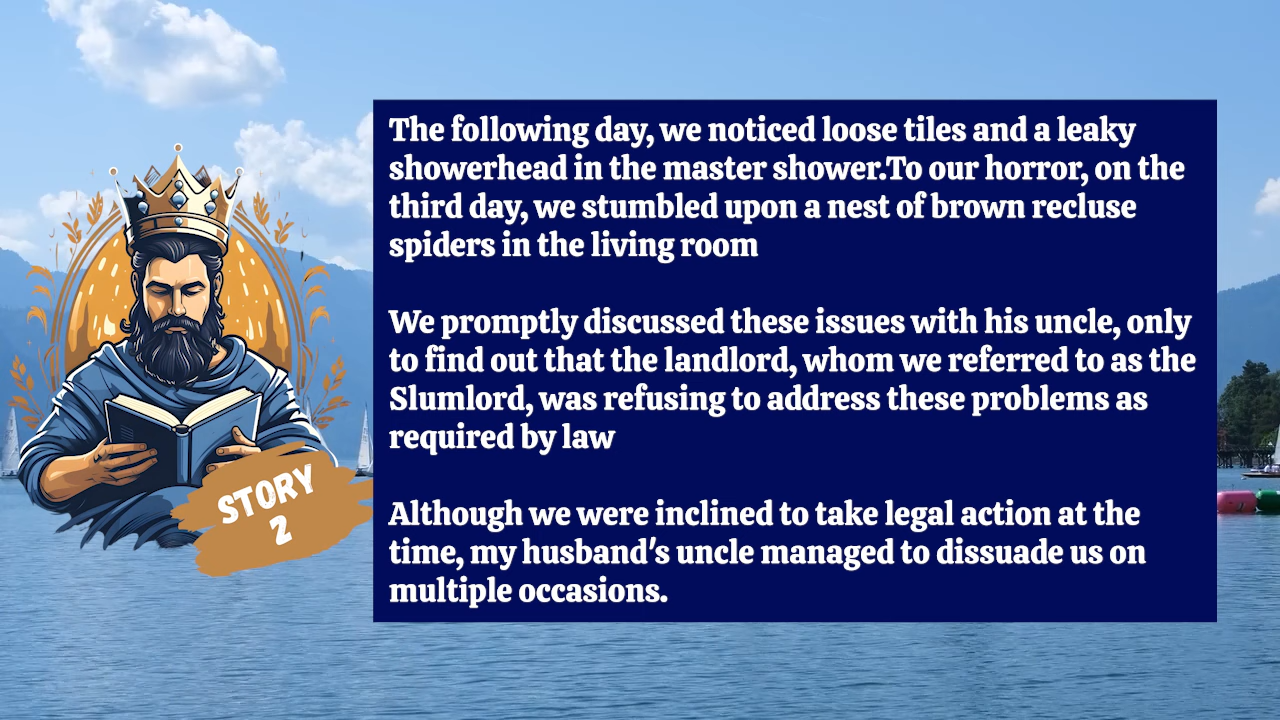 The following day, we noticed loose tiles and a leaky
showerhead in the master shower.To our horror, on the
third day, we stumbled upon a nest of brown recluse
spiders in the living room
We promptly discussed these issues with his uncle, only
to find out that the landlord, whom we referred to as the
Slumlord, was refusing to address these problems as
required by law
Although we were inclined to take legal action at the
time, my husband's uncle managed to dissuade us on
multiple occasions.
STORY
2